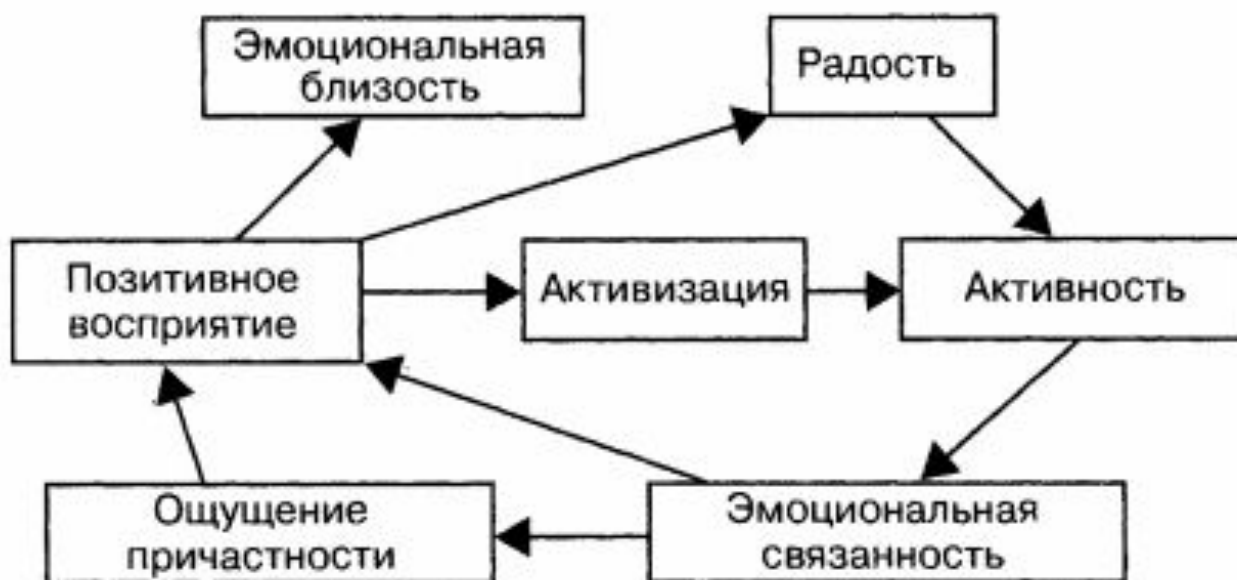 Эмоциональная
близость
Радость
Позитивное
восприятие
Активизация
Активность
Ощущение
причастности
Эмоциональная
связанность